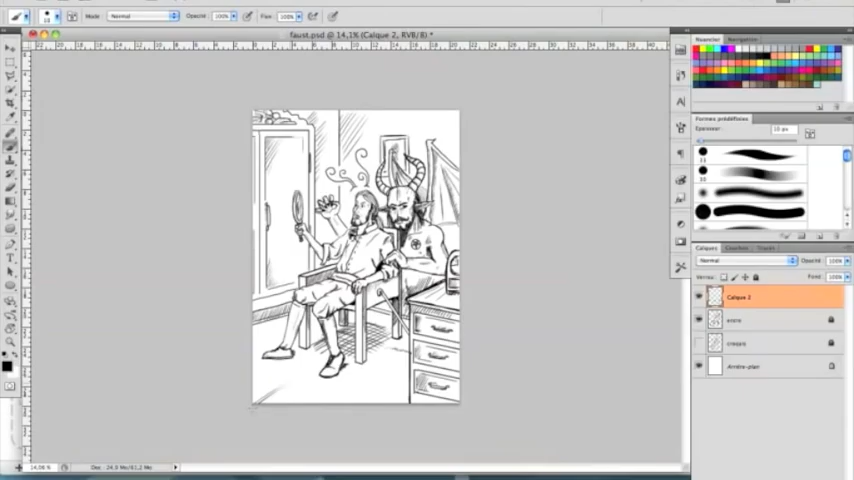 Mode : Normal
Opacité : 100%
Flux : 100%
faust.psd @ 14,1% (Calque 2, RVB/8) *
Nuancier
Navigation
Formes prédéfinies
Epaisseur
10 px
Calques
Couches
Tracés
Normal
Opacité : 100%
Verrou :
Fond : 100%
Calque 2
encre
croquis
Arrière-plan
14,06 %